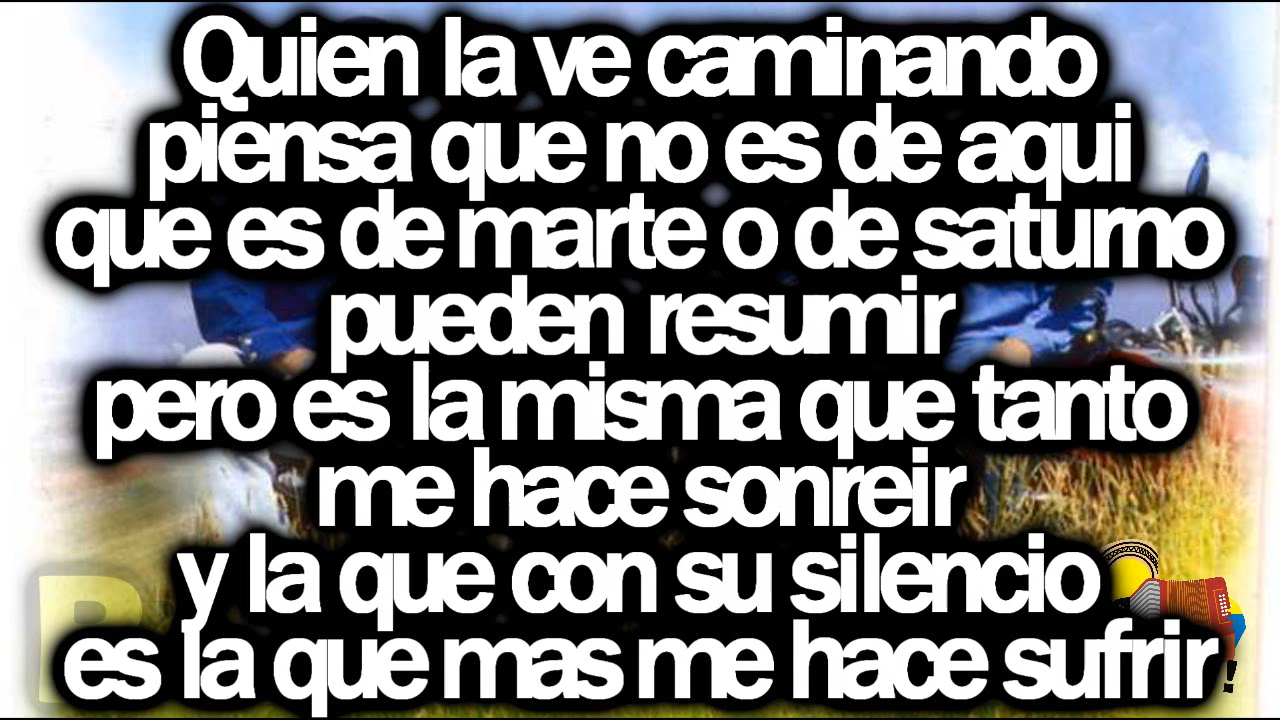 Quien la ve caminando
piensa que no es de aqui
que es de marte o de saturno
pueden resumir
pero es la misma que tanto
me hace sonreir
y la que con su silencio
es la que mas me hace sufrir